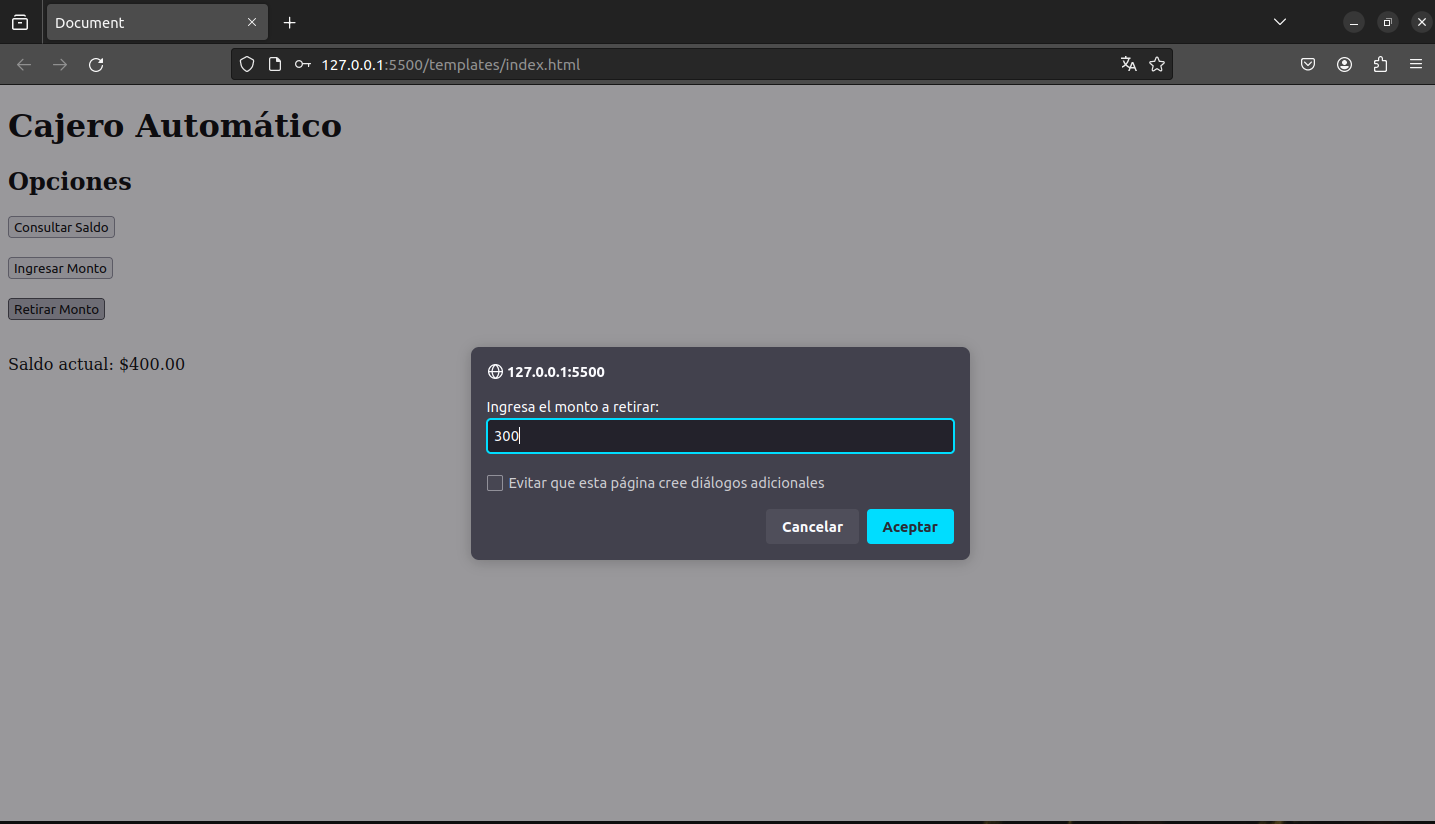 Document
127.0.0.1:5500/templates/index.html
Cajero Automático
Opciones
Consultar Saldo
Ingresar Monto
Retirar Monto
Saldo actual: $400.00
127.0.0.1:5500
Ingresa el monto a retirar:
300
Evitar que esta página cree diálogos adicionales
Cancelar Aceptar